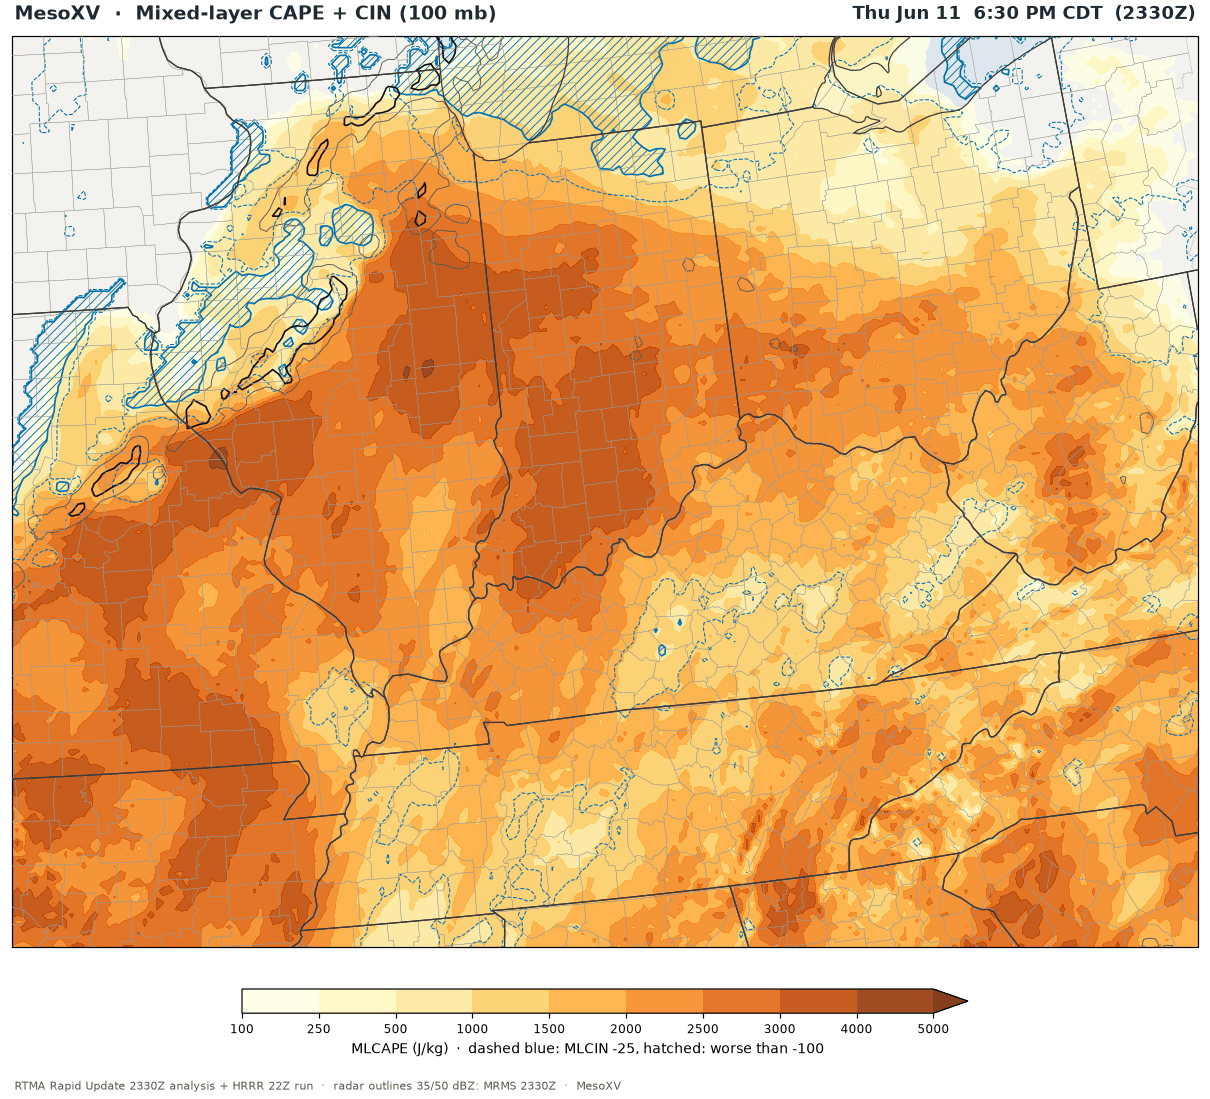 MesoXV · Mixed-layer CAPE + CIN (100 mb)
Thu Jun 11 6:30 PM CDT (2330Z)
100 250 500 1000 1500 2000 2500 3000 4000 5000
MLCAPE (J/kg) · dashed blue: MLCIN -25, hatched: worse than -100
RTMA Rapid Update 2330Z analysis + HRRR 22Z run · radar outlines 35/50 dBZ: MRMS 2330Z · MesoXV